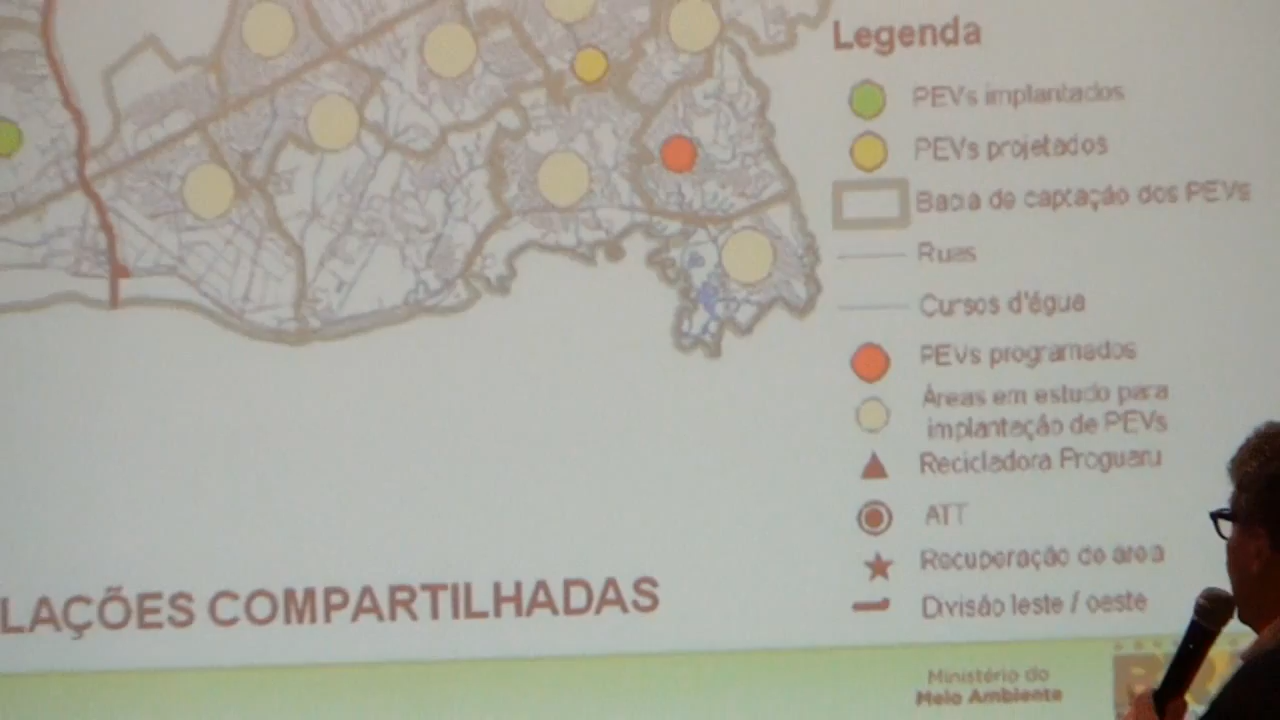 Legenda
PEVs implantados
PEVs projetados
Bacia de captação dos PEVs
Ruas
Cursos d'água
PEVs programados
Áreas em estudo para
implantação de PEVs
Recicladora Proguaru
ATT
Recuperação de área
Divisão leste / oeste
LAÇÕES COMPARTILHADAS
Ministério do
Meio Ambiente